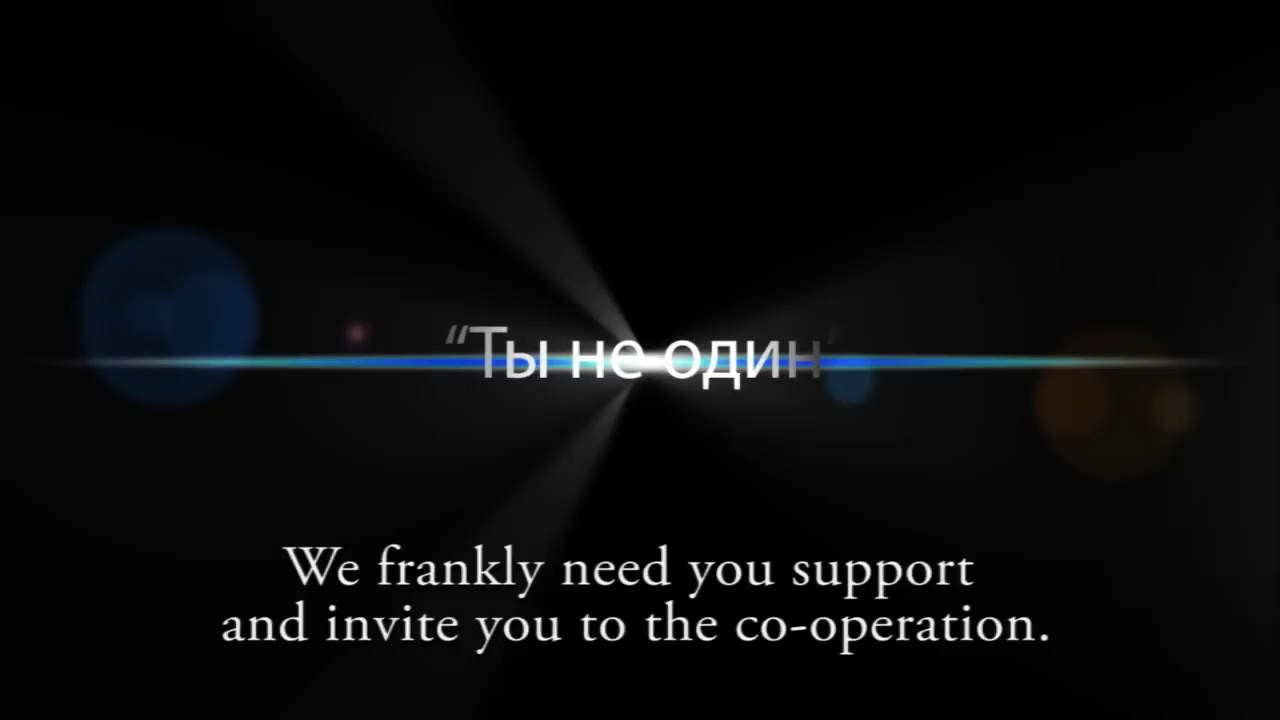 “Ты не один’
We frankly need you support
and invite you to the co-operation.